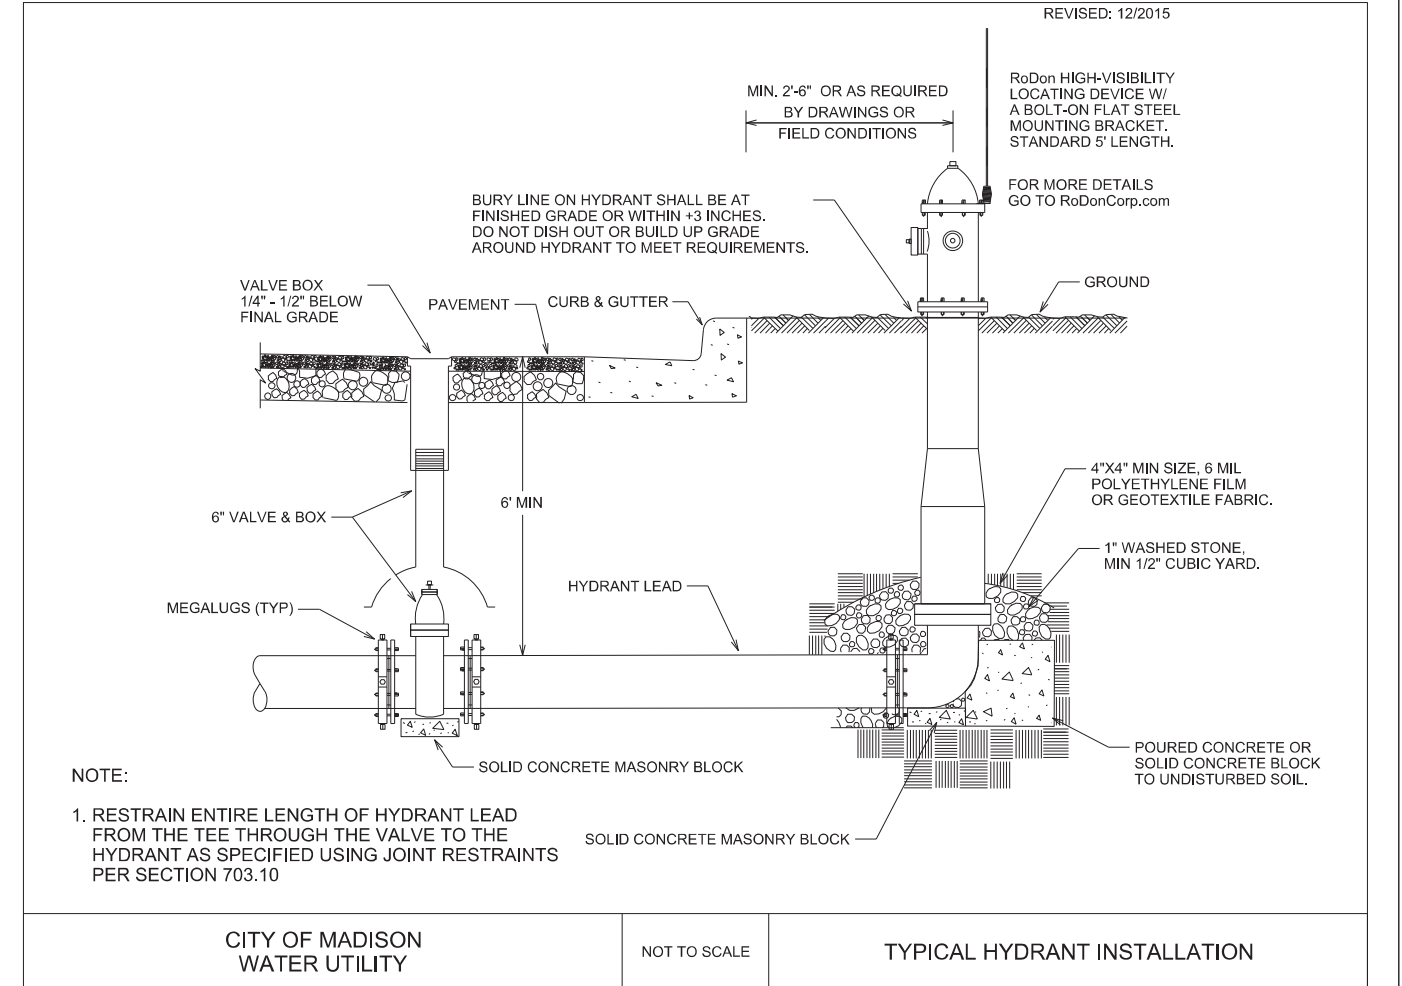 REVISED: 12/2015
RoDon HIGH-VISIBILITY
LOCATING DEVICE W/
A BOLT-ON FLAT STEEL
MOUNTING BRACKET.
STANDARD 5' LENGTH.
FOR MORE DETAILS
GO TO RoDonCorp.com
MIN. 2'-6" OR AS REQUIRED
BY DRAWINGS OR
FIELD CONDITIONS
BURY LINE ON HYDRANT SHALL BE AT
FINISHED GRADE OR WITHIN +3 INCHES.
DO NOT DISH OUT OR BUILD UP GRADE
AROUND HYDRANT TO MEET REQUIREMENTS.
VALVE BOX
1/4" - 1/2" BELOW
FINAL GRADE
PAVEMENT
CURB & GUTTER
GROUND
4"X4" MIN SIZE, 6 MIL
POLYETHYLENE FILM
OR GEOTEXTILE FABRIC.
6' MIN
6" VALVE & BOX
1" WASHED STONE,
MIN 1/2" CUBIC YARD.
HYDRANT LEAD
MEGALUGS (TYP)
SOLID CONCRETE MASONRY BLOCK
POURED CONCRETE OR
SOLID CONCRETE BLOCK
TO UNDISTURBED SOIL.
SOLID CONCRETE MASONRY BLOCK
NOTE:
1. RESTRAIN ENTIRE LENGTH OF HYDRANT LEAD
FROM THE TEE THROUGH THE VALVE TO THE
HYDRANT AS SPECIFIED USING JOINT RESTRAINTS
PER SECTION 703.10
CITY OF MADISON
WATER UTILITY
NOT TO SCALE
TYPICAL HYDRANT INSTALLATION